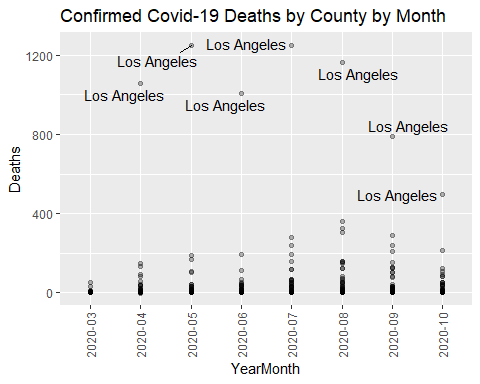 Confirmed Covid-19 Deaths by County by Month
Los Angeles
Los Angeles
Los Angeles
Los Angeles
Los Angeles
Los Angeles
Los Angeles
1200
800
400
0
Deaths
2020-03
2020-04
2020-05
2020-06
2020-07
2020-08
2020-09
2020-10
YearMonth